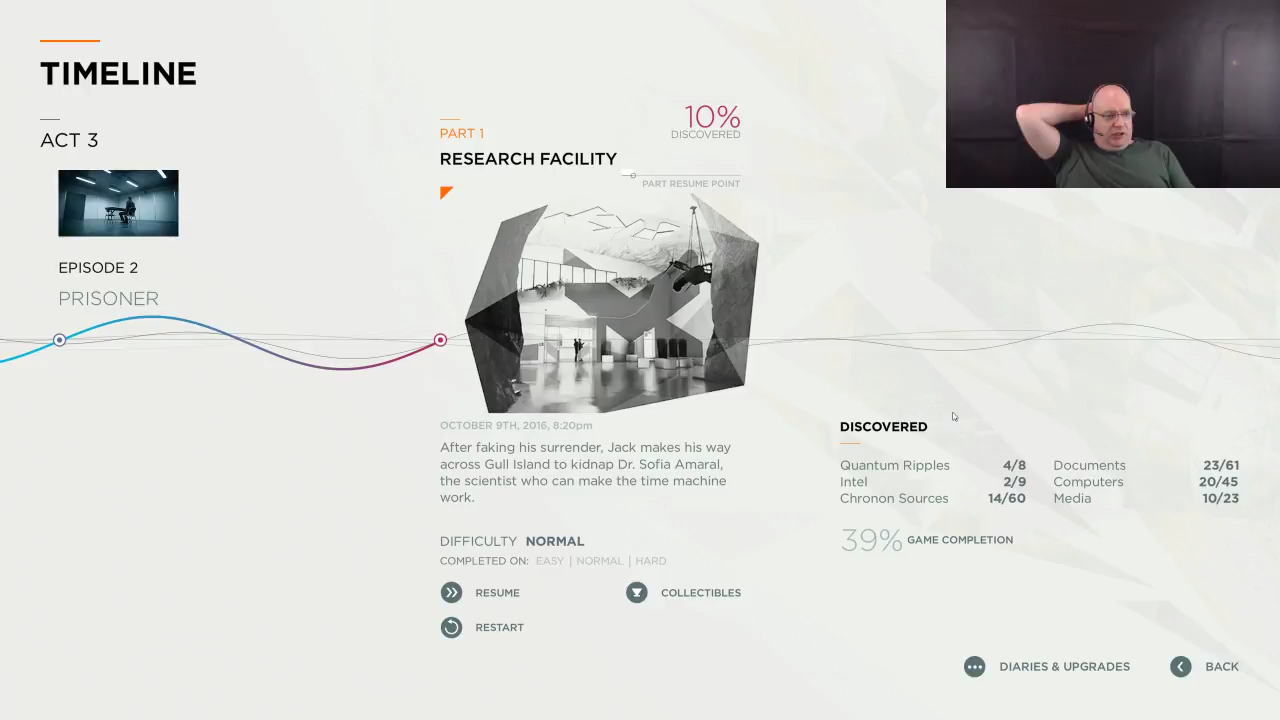 TIMELINE
ACT 3
EPISODE 2
PRISONER
PART 1
10%
DISCOVERED
RESEARCH FACILITY
PART RESUME POINT
OCTOBER 9TH, 2016, 8:20pm
After faking his surrender, Jack makes his way
across Gull Island to kidnap Dr. Sofia Amaral,
the scientist who can make the time machine
work.
DIFFICULTY NORMAL
COMPLETED ON: EASY | NORMAL | HARD
RESUME
COLLECTIBLES
RESTART
DISCOVERED
Quantum Ripples 4/8 Documents 23/61
Intel 2/9 Computers 20/45
Chronon Sources 14/60 Media 10/23
39% GAME COMPLETION
DIARIES & UPGRADES
BACK